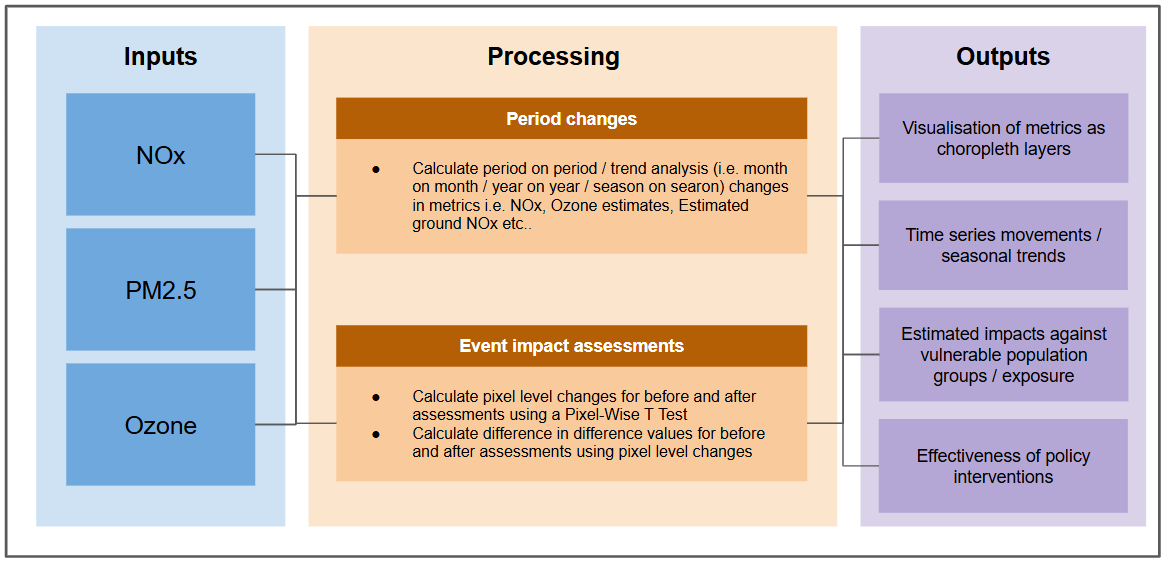 Inputs
NOx
PM2.5
Ozone
Processing
Period changes
● Calculate period on period / trend analysis (i.e. month
on month / year on year / season on searon) changes
in metrics i.e. NOx, Ozone estimates, Estimated
ground NOx etc..
Event impact assessments
● Calculate pixel level changes for before and after
assessments using a Pixel-Wise T Test
● Calculate difference in difference values for before
and after assessments using pixel level changes
Outputs
Visualisation of metrics as
choropleth layers
Time series movements /
seasonal trends
Estimated impacts against
vulnerable population
groups / exposure
Effectiveness of policy
interventions